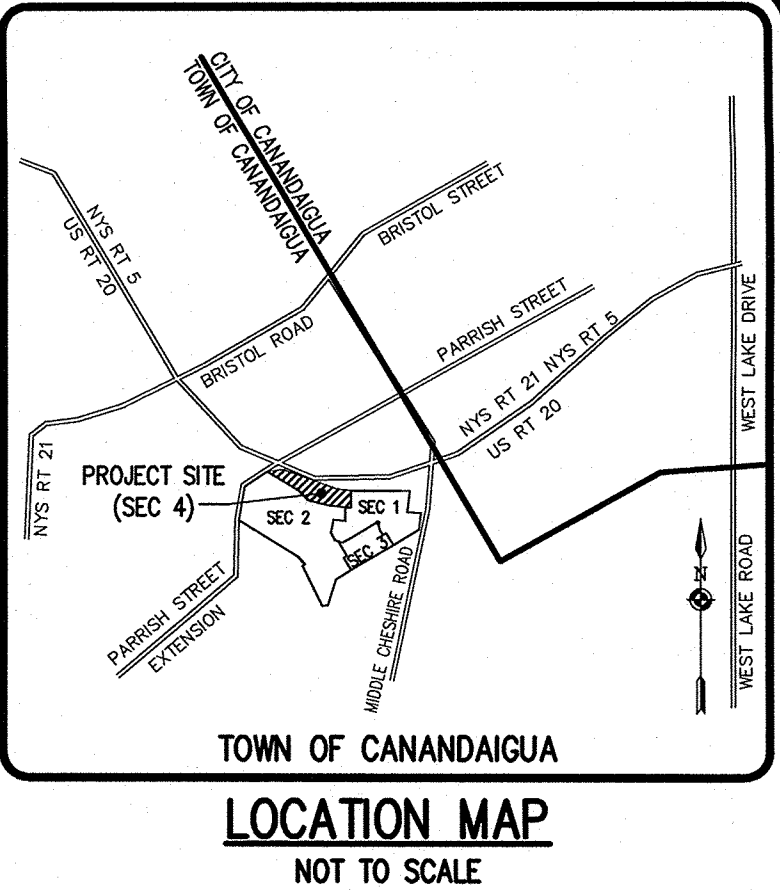 CITY OF CANANDAIGUA
TOWN OF CANANDAIGUA
BRISTOL STREET
NYS RT 5
US RT 20
BRISTOL ROAD
PARRISH STREET
NYS RT 21 NYS RT 5
US RT 20
WEST LAKE DRIVE
NYS RT 21
PROJECT SITE
(SEC 4)
SEC 1
SEC 2
SEC 3
PARRISH STREET
EXTENSION
MIDDLE CHESHIRE ROAD
N
WEST LAKE ROAD
TOWN OF CANANDAIGUA
LOCATION MAP
NOT TO SCALE